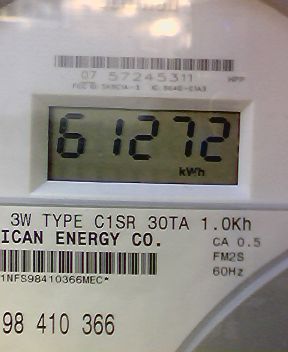 07 57245311
61272
kWh
3W TYPE C1SR 30TA 1.0Kh
ICAN ENERGY CO.
CA 0.5
FM2S
60Hz
1NFS98410366MEC*
98 410 366